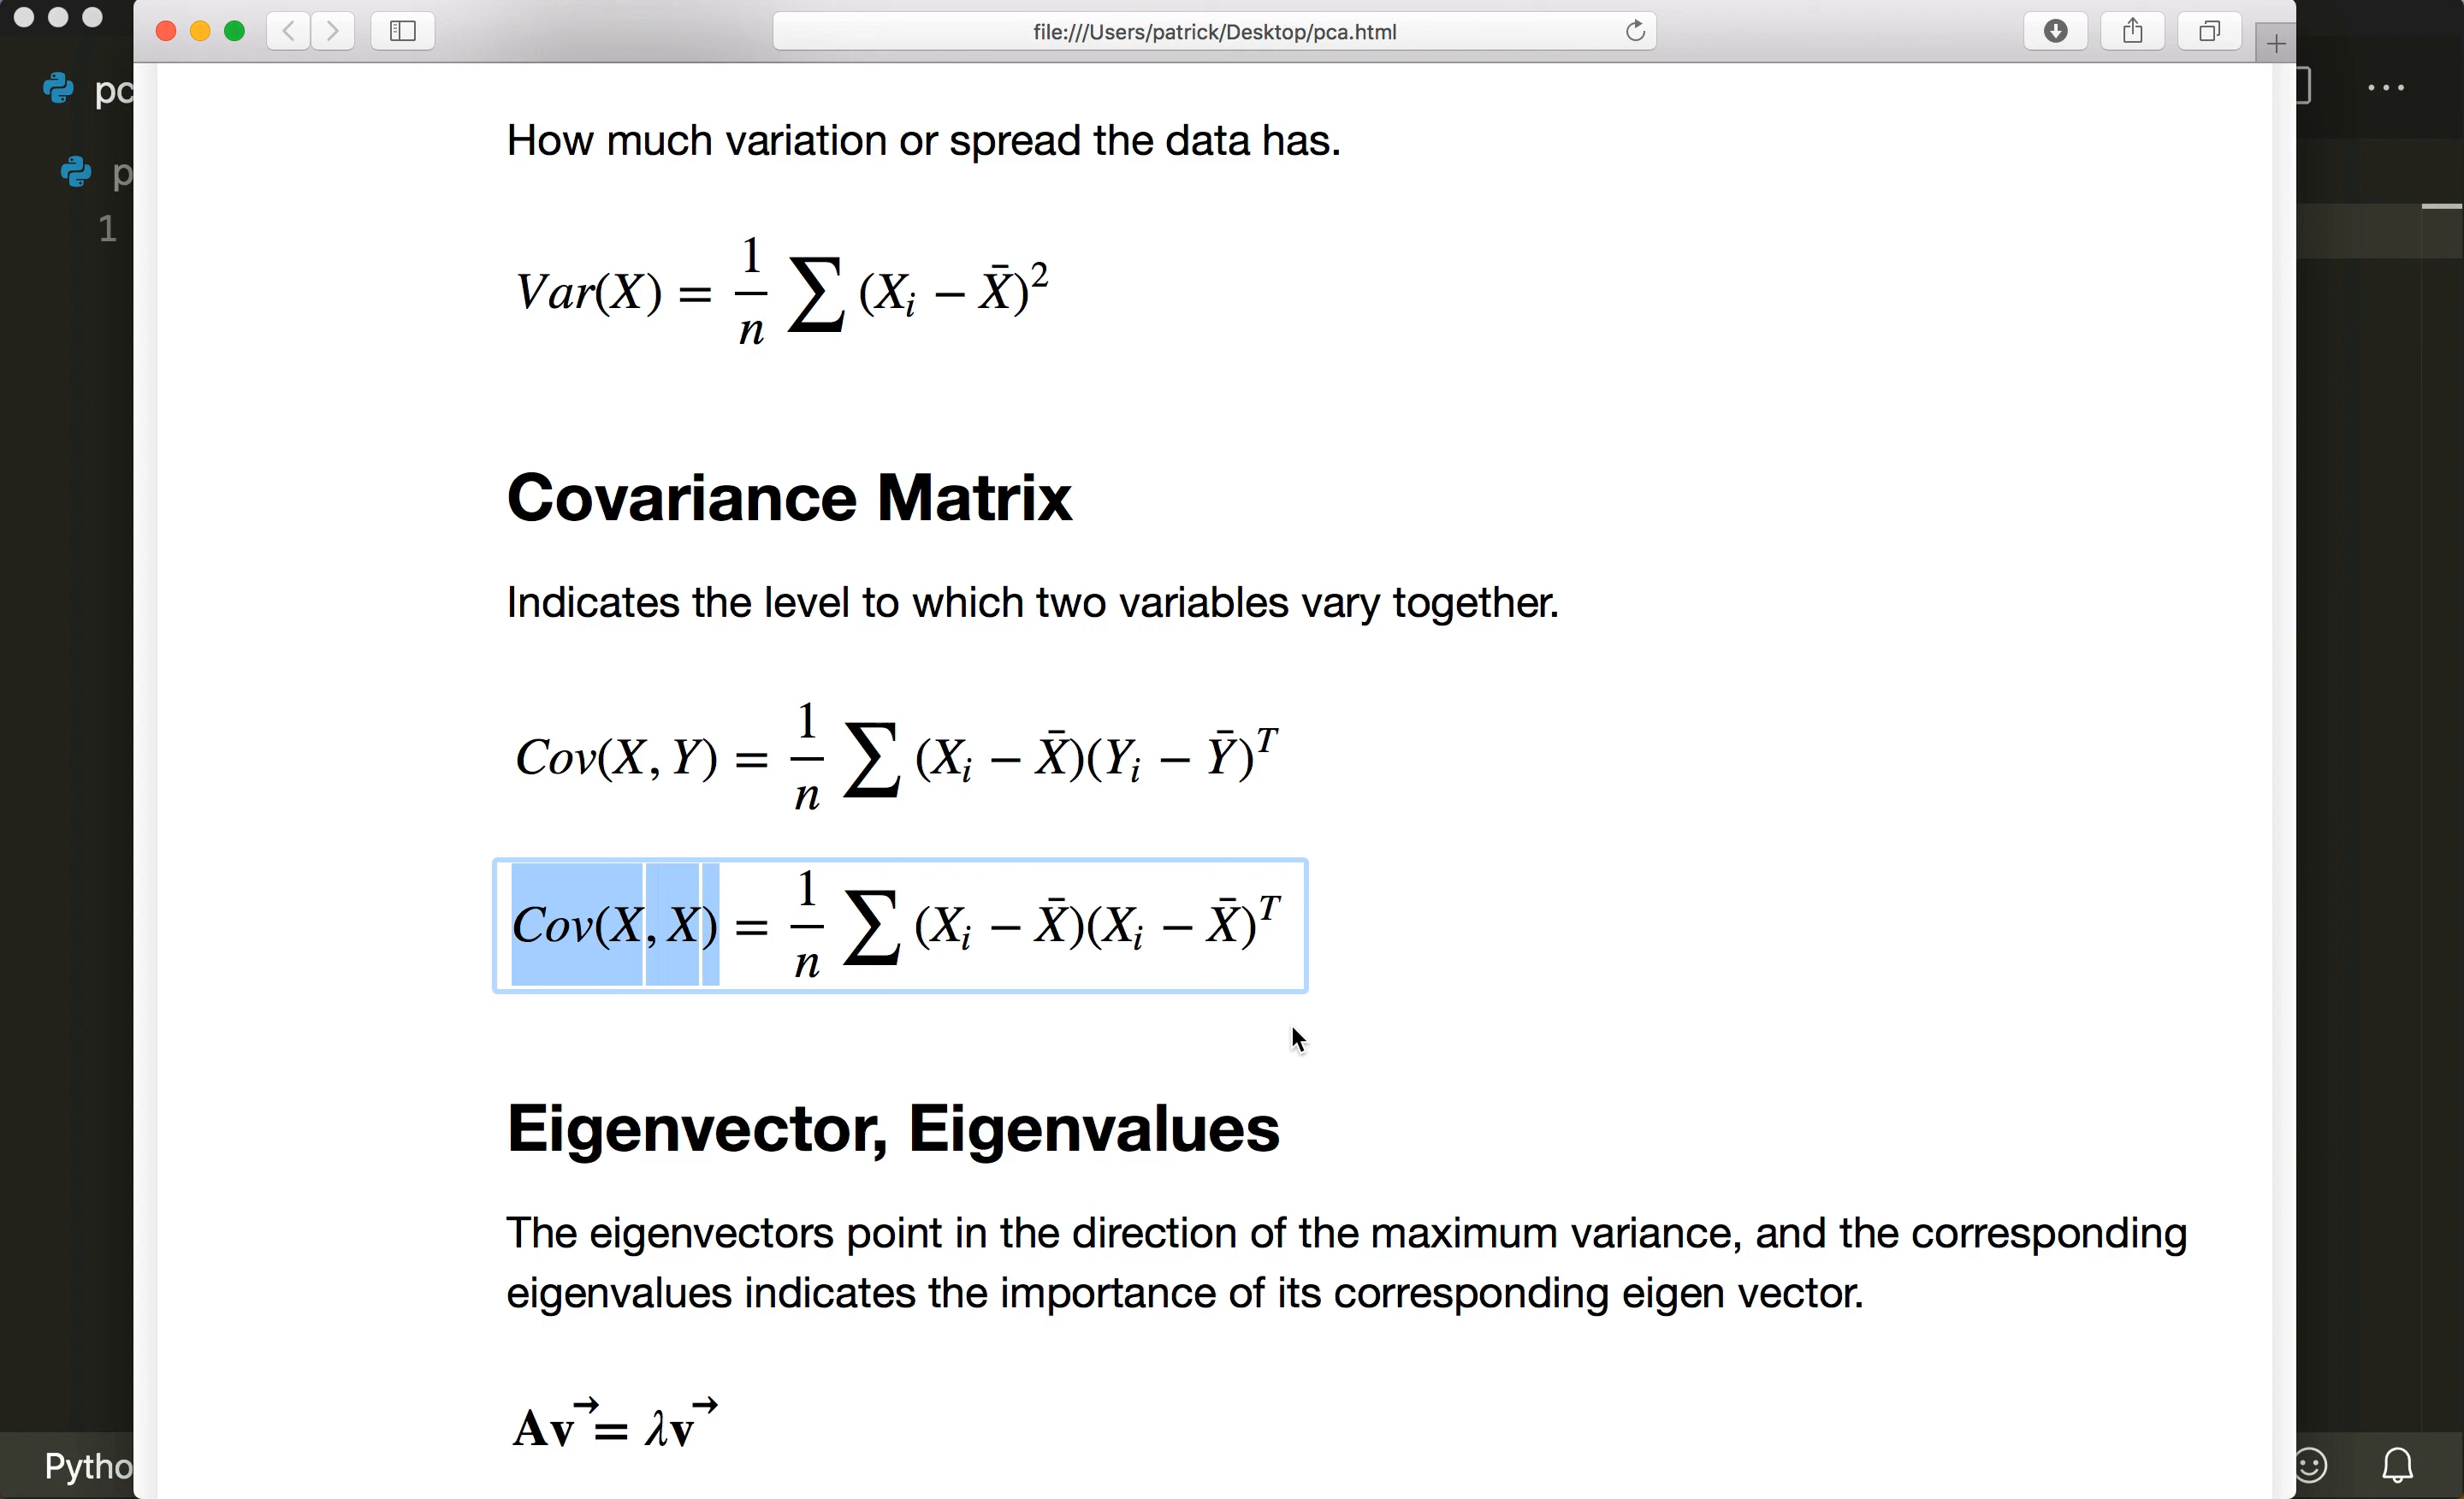 file:///Users/patrick/Desktop/pca.html
pc
How much variation or spread the data has.
p
1
Var(X) = 1/n ∑ (Xᵢ − X̄)²
Covariance Matrix
Indicates the level to which two variables vary together.
Cov(X, Y) = 1/n ∑ (Xᵢ − X̄)(Yᵢ − Ȳ)ᵀ
Cov(X, X) = 1/n ∑ (Xᵢ − X̄)(Xᵢ − X̄)ᵀ
Eigenvector, Eigenvalues
The eigenvectors point in the direction of the maximum variance, and the corresponding
eigenvalues indicates the importance of its corresponding eigen vector.
Av⃗ = λv⃗
Pytho